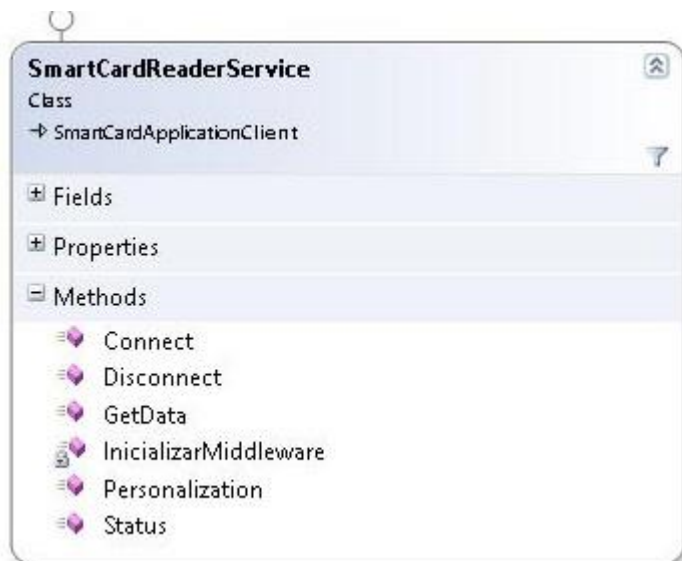 SmartCardReaderService
Class
SmartCardApplicationClient
Fields
Properties
Methods
Connect
Disconnect
GetData
InicializarMiddleware
Personalization
Status